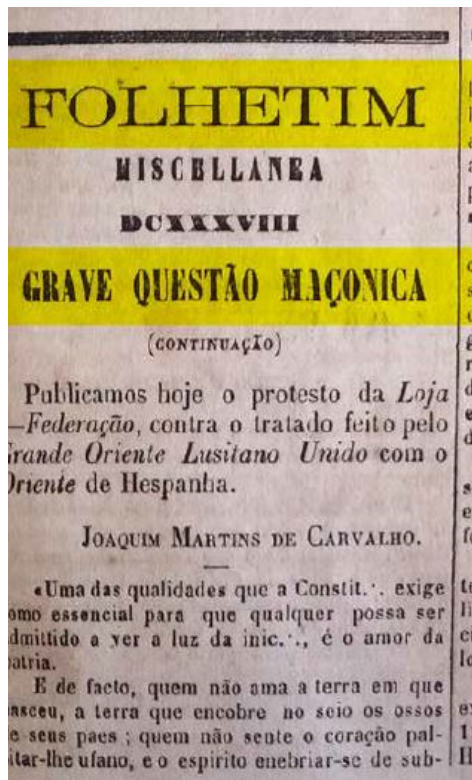 FOLHETIM
MISCELLANEA
DCXXXVIII
GRAVE QUESTÃO MAÇONICA
(CONTINUAÇÃO)
Publicamos hoje o protesto da Loja
—Federação, contra o tratado feito pelo
Grande Oriente Lusitano Unido com o
Oriente de Hespanha.
JOAQUIM MARTINS DE CARVALHO.
«Uma das qualidades que a Constit.·. exige
omo essencial para que qualquer possa ser
dmittido a ver a luz da inic.·., é o amor da
patria.
E de facto, quem não ama a terra em que
nasceu, a terra que encobre no seio os ossos
e seus paes ; quem não sente o coração pal-
itar-lhe ufano, e o espirito enebriar-se de sub-